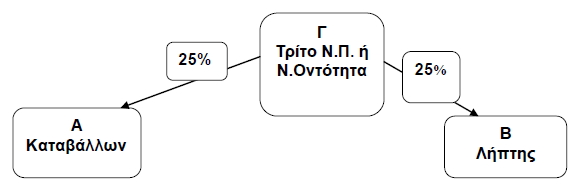 Γ
Τρίτο Ν.Π. ή
Ν.Οντότητα
25%
25%
Α
Καταβάλλων
Β
Λήπτης